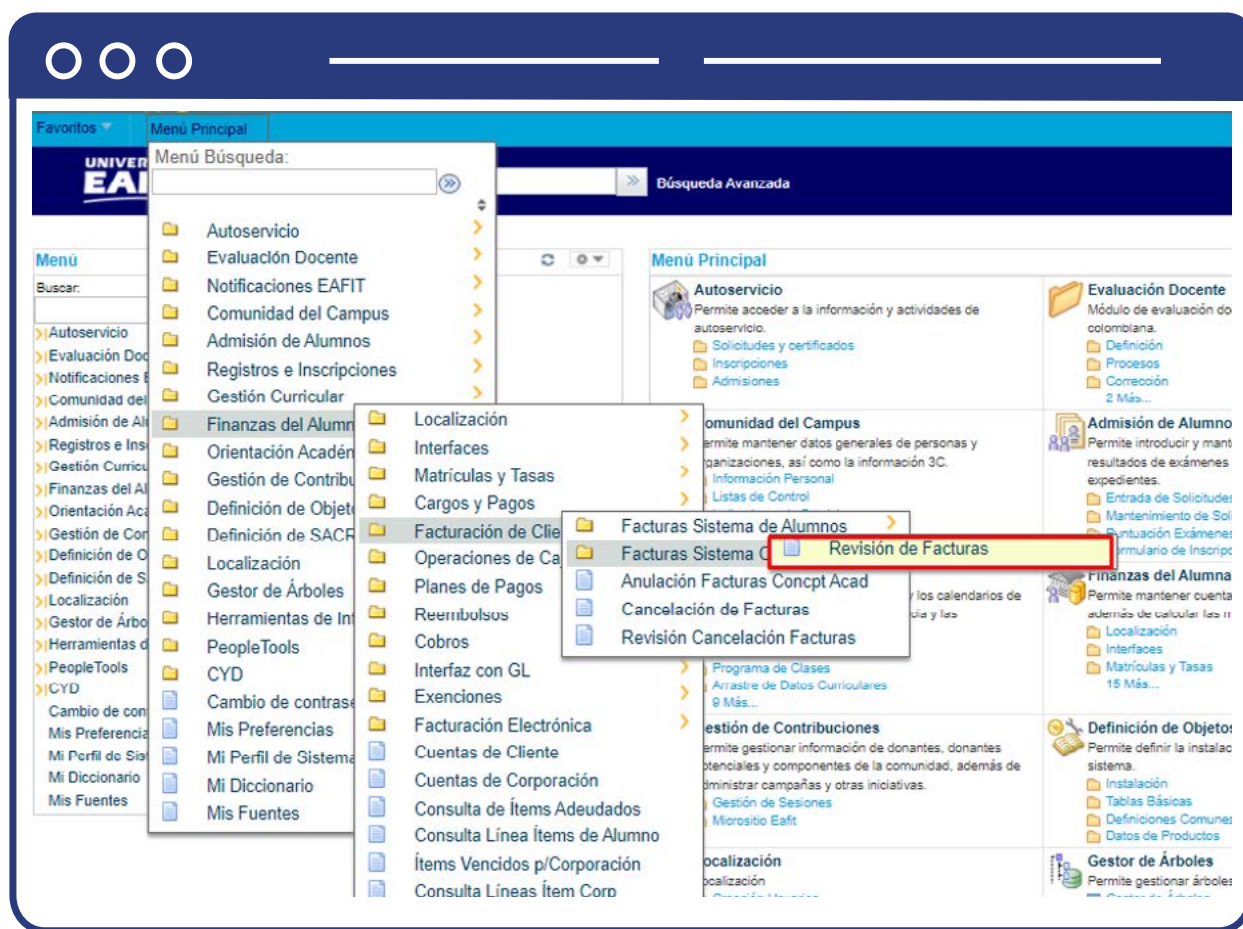 Favoritos
Menú Principal
Menú Búsqueda:
Búsqueda Avanzada
Autoservicio
Evaluación Docente
Notificaciones EAFIT
Comunidad del Campus
Admisión de Alumnos
Registros e Inscripciones
Gestión Curricular
Finanzas del Alumn
Orientación Acadén
Gestión de Contribu
Definición de Objet
Definición de SACR
Localización
Gestor de Árboles
Herramientas de Int
PeopleTools
CYD
Cambio de contrase
Mis Preferencias
Mi Perfil de Sistema
Mi Diccionario
Mis Fuentes
Localización
Interfaces
Matrículas y Tasas
Cargos y Pagos
Facturación de Clie
Operaciones de Ca
Planes de Pagos
Reembolsos
Cobros
Interfaz con GL
Exenciones
Facturación Electrónica
Cuentas de Cliente
Cuentas de Corporación
Consulta de Ítems Adeudados
Consulta Línea Ítems de Alumno
Ítems Vencidos p/Corporación
Consulta Líneas Ítem Corp
Facturas Sistema de Alumnos
Facturas Sistema C
Anulación Facturas Concpt Acad
Cancelación de Facturas
Revisión Cancelación Facturas
Revisión de Facturas
UNIVER
EAI
Menú
Buscar:
Autoservicio
Evaluación Doc
Notificaciones E
Comunidad del
Admisión de Al
Registros e Ins
Gestión Curricu
Finanzas del Al
Orientación Aca
Gestión de Con
Definición de O
Definición de S
Localización
Gestor de Árbo
Herramientas d
PeopleTools
CYD
Cambio de con
Mis Preferencia
Mi Perfil de Sis
Mi Diccionario
Mis Fuentes
Menú Principal
Autoservicio
Permite acceder a la información y actividades de
autoservicio.
Solicitudes y certificados
Inscripciones
Admisiones
Evaluación Docente
Módulo de evaluación do
colombiana.
Definición
Procesos
Corrección
2 Más...
omunidad del Campus
ermite mantener datos generales de personas y
rganizaciones, así como la información 3C.
Información Personal
Listas de Control
Admisión de Alumno
Permite introducir y mant
resultados de exámenes
expedientes.
Entrada de Solicitudes
Mantenimiento de Soli
Puntuación Exámenes
ormulario de Inscripc
y los calendarios de
cia y las
Programa de Clases
Arrastre de Datos Curriculares
9 Más...
Finanzas del Alumna
Permite mantener cuenta
además de calcular las m
Localización
Interfaces
Matrículas y Tasas
15 Más...
estión de Contribuciones
ermite gestionar información de donantes, donantes
otenciales y componentes de la comunidad, además de
dministrar campañas y otras iniciativas.
Gestión de Sesiones
Micrositio Eafit
Definición de Objetos
Permite definir la instalac
sistema.
Instalación
Tablas Básicas
Definiciones Comunes
Datos de Productos
ocalización
ocalización
Gestor de Árboles
Permite gestionar árboles